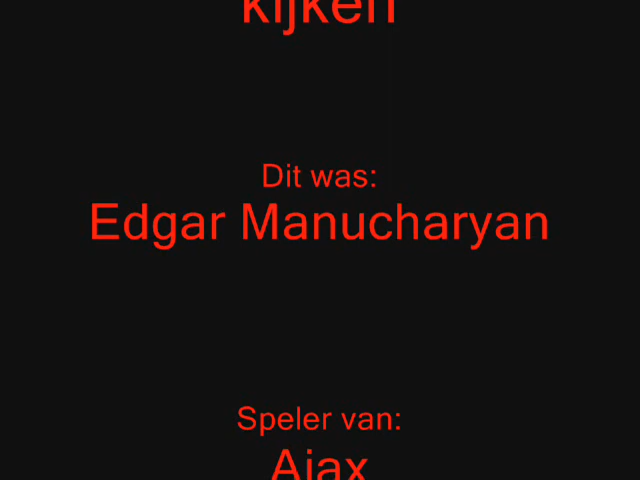 kijken
Dit was:
Edgar Manucharyan
Speler van:
Ajax